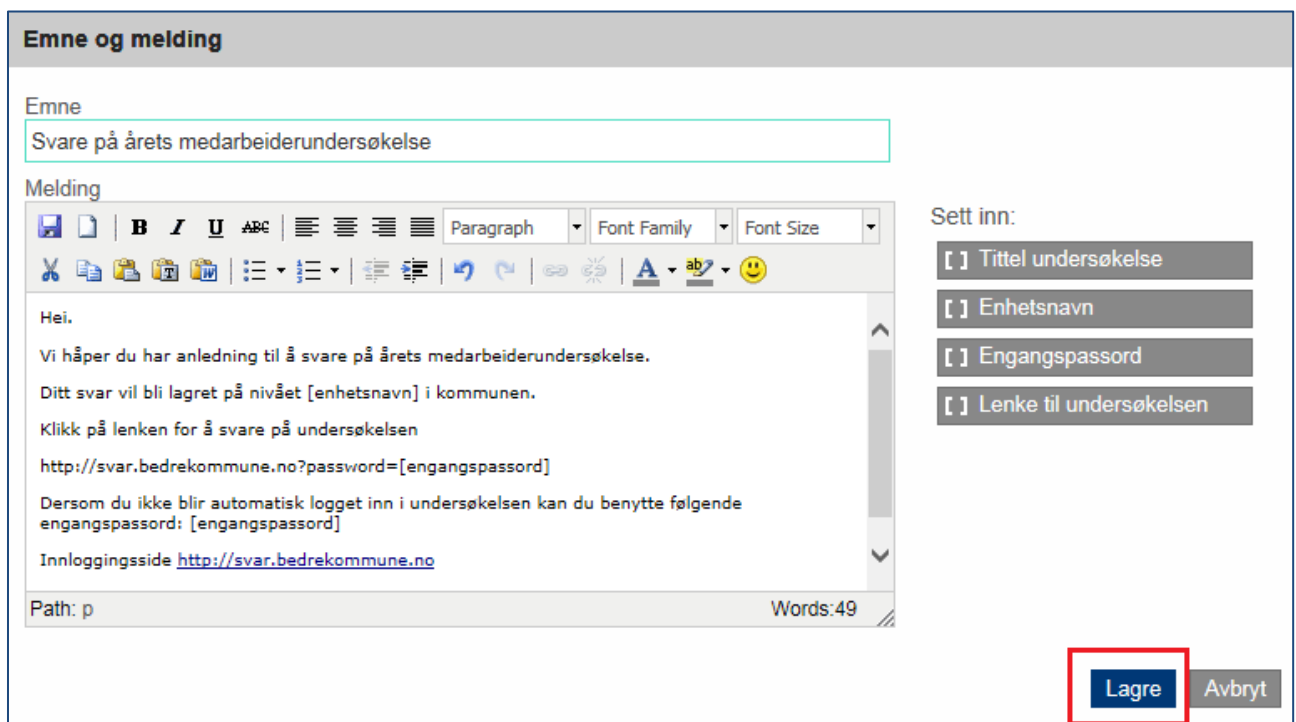 Emne og melding
Emne
Svare på årets medarbeiderundersøkelse
Melding
B I U ABC Paragraph Font Family Font Size
A ab
Hei.
Vi håper du har anledning til å svare på årets medarbeiderundersøkelse.
Ditt svar vil bli lagret på nivået [enhetsnavn] i kommunen.
Klikk på lenken for å svare på undersøkelsen
http://svar.bedrekommune.no?password=[engangspassord]
Dersom du ikke blir automatisk logget inn i undersøkelsen kan du benytte følgende
engangspassord: [engangspassord]
Innloggingsside http://svar.bedrekommune.no
Path: p Words:49
Sett inn:
[ ] Tittel undersøkelse
[ ] Enhetsnavn
[ ] Engangspassord
[ ] Lenke til undersøkelsen
Lagre Avbryt